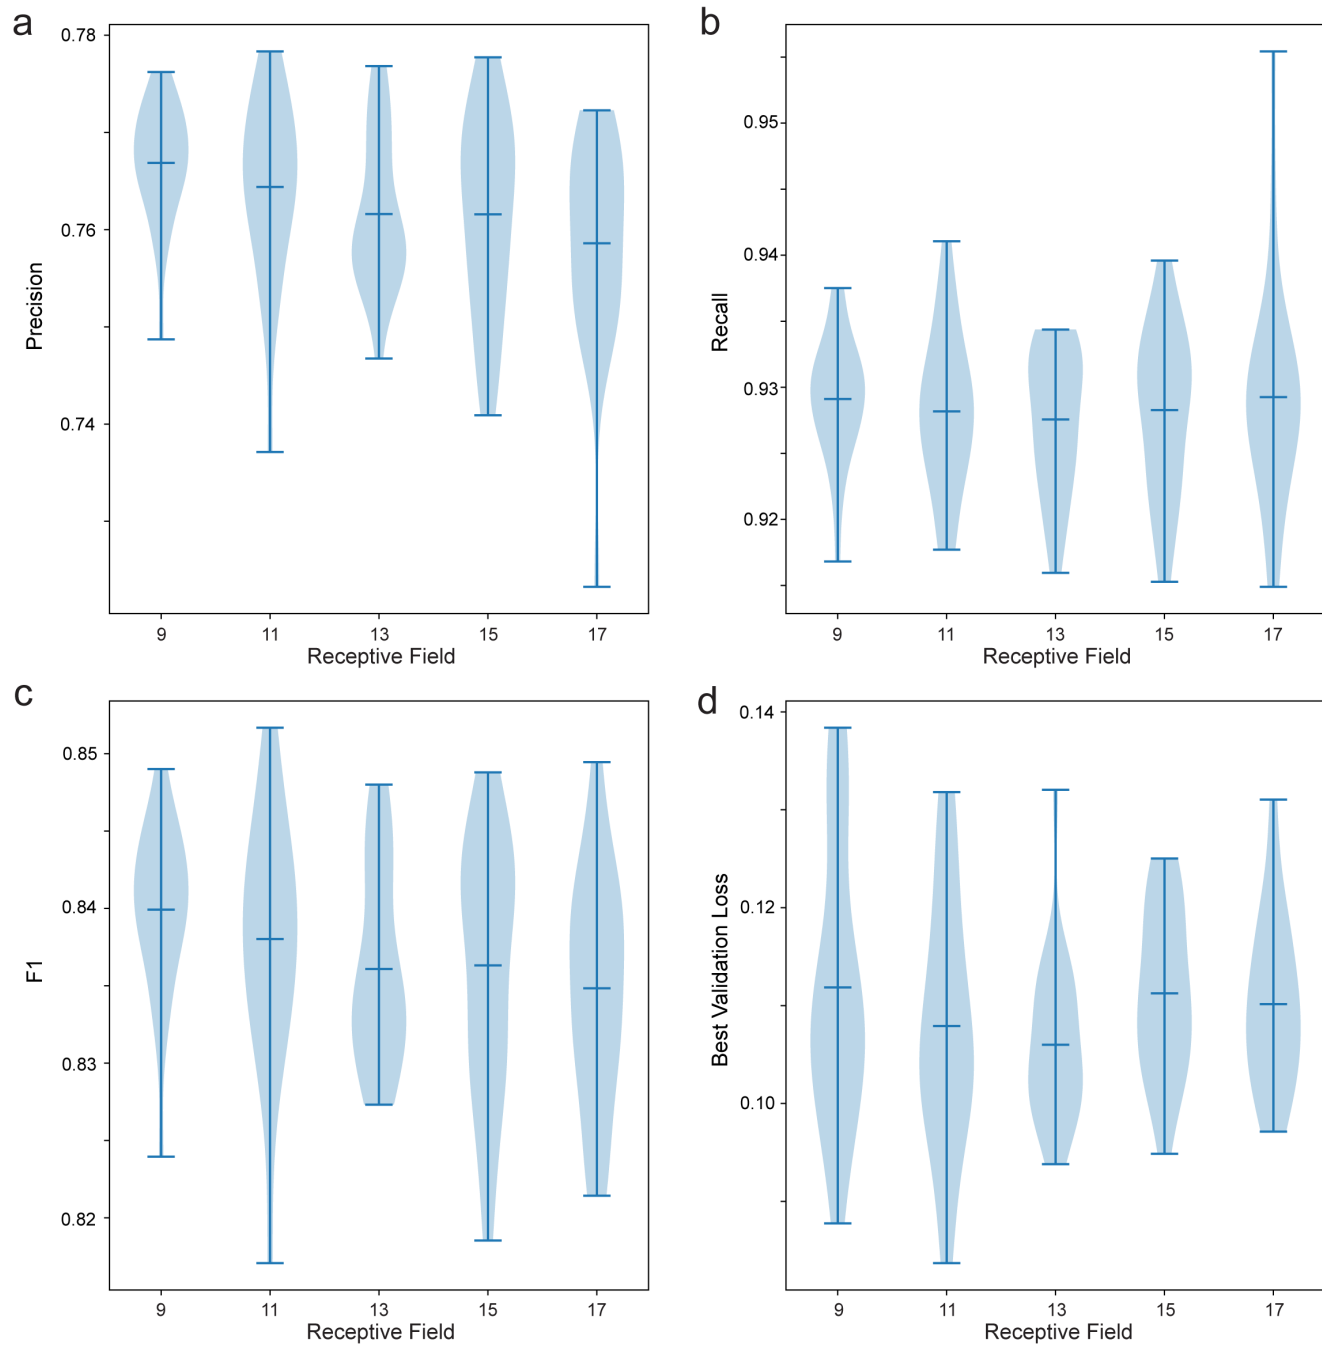 a
0.78
0.76
0.74
Precision
9 11 13 15 17
Receptive Field
b
0.95
0.94
0.93
0.92
Recall
9 11 13 15 17
Receptive Field
c
0.85
0.84
0.83
0.82
F1
9 11 13 15 17
Receptive Field
d
0.14
0.12
0.10
Best Validation Loss
9 11 13 15 17
Receptive Field